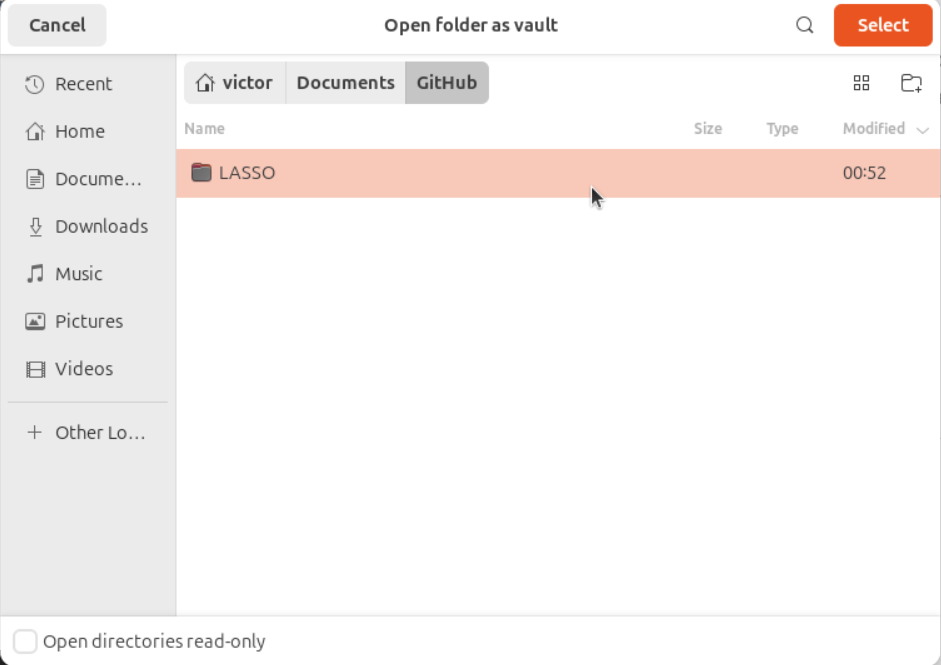 Cancel Open folder as vault Select
Recent
Home
Docume...
Downloads
Music
Pictures
Videos
Other Lo...
victor Documents GitHub
Name Size Type Modified
LASSO 00:52
Open directories read-only